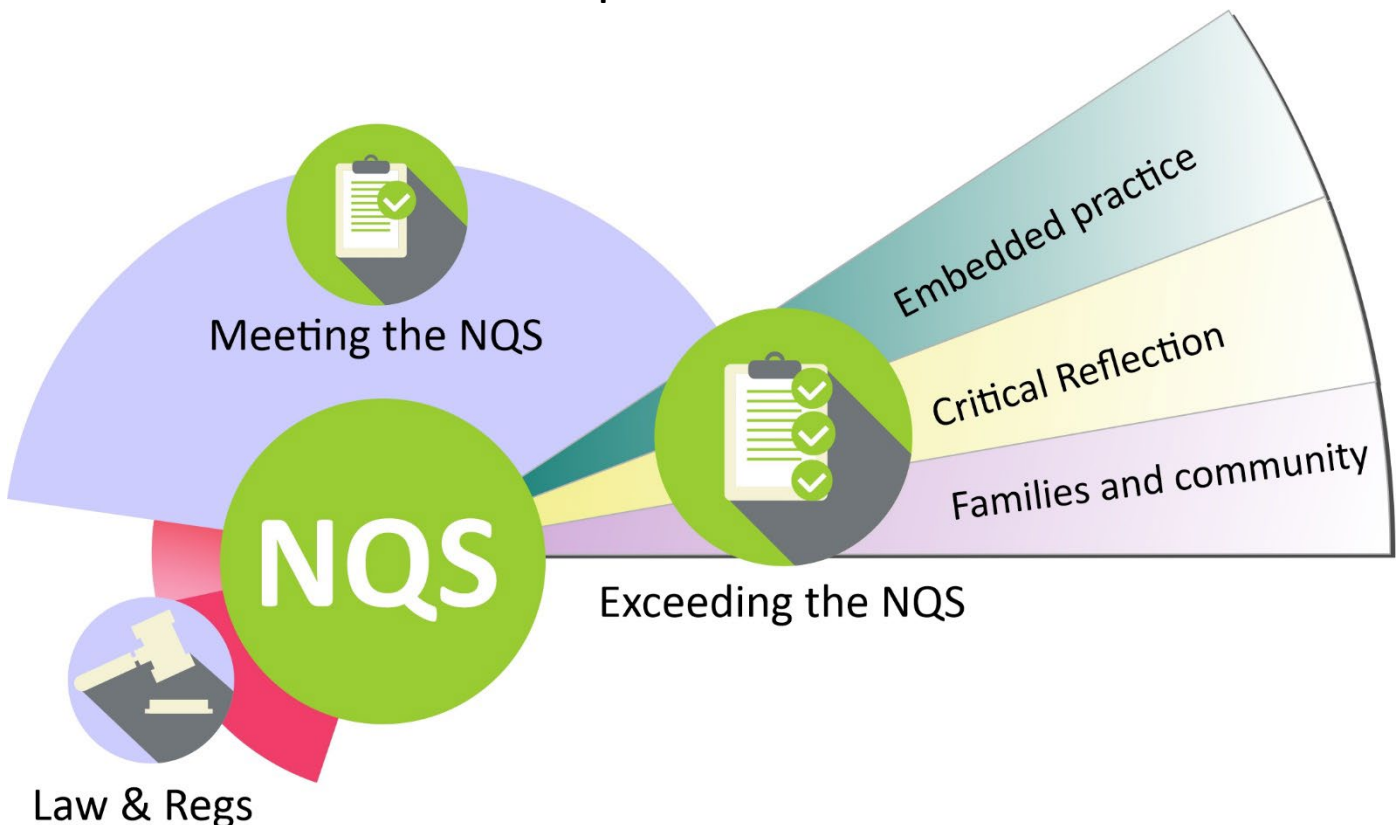 Meeting the NQS
NQS
Law & Regs
Exceeding the NQS
Embedded practice
Critical Reflection
Families and community